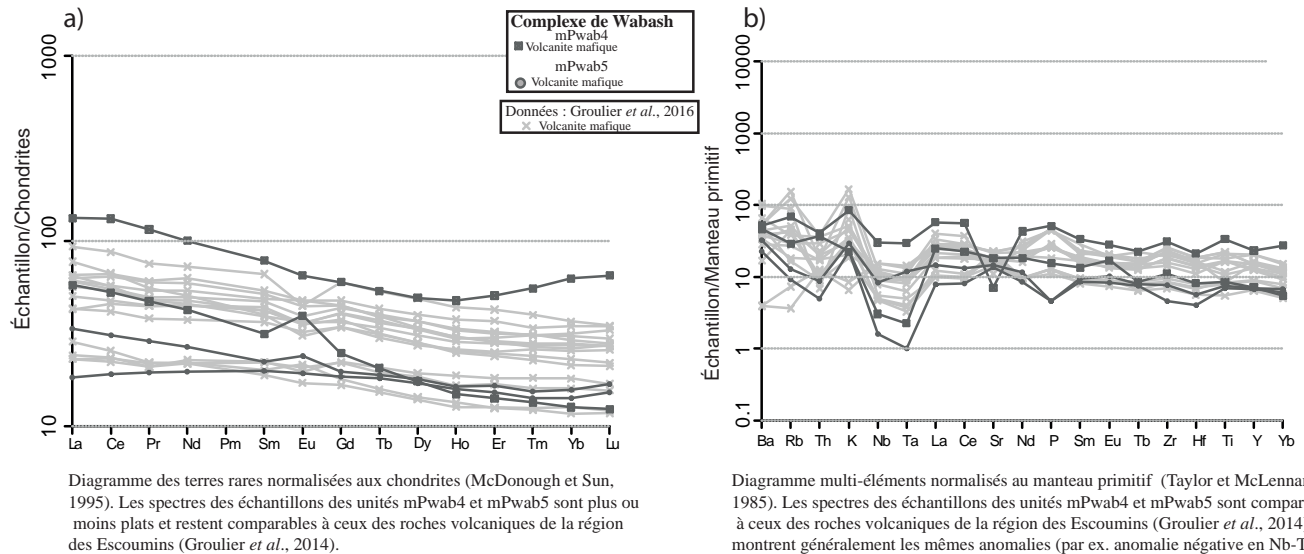 a)
Complexe de Wabash
mPwab4
Volcanite mafique
mPwab5
Volcanite mafique
Données : Groulier et al., 2016
Volcanite mafique
1000
100
10
Échantillon/Chondrites
La Ce Pr Nd Pm Sm Eu Gd Tb Dy Ho Er Tm Yb Lu
Diagramme des terres rares normalisées aux chondrites (McDonough et Sun,
1995). Les spectres des échantillons des unités mPwab4 et mPwab5 sont plus ou
moins plats et restent comparables à ceux des roches volcaniques de la région
des Escoumins (Groulier et al., 2014).
b)
10000
1000
100
10
1
0.1
Échantillon/Manteau primitif
Ba Rb Th K Nb Ta La Ce Sr Nd P Sm Eu Tb Zr Hf Ti Y Yb
Diagramme multi-éléments normalisés au manteau primitif (Taylor et McLennan
1985). Les spectres des échantillons des unités mPwab4 et mPwab5 sont compar
à ceux des roches volcaniques de la région des Escoumins (Groulier et al., 2014
montrent généralement les mêmes anomalies (par ex. anomalie négative en Nb-T